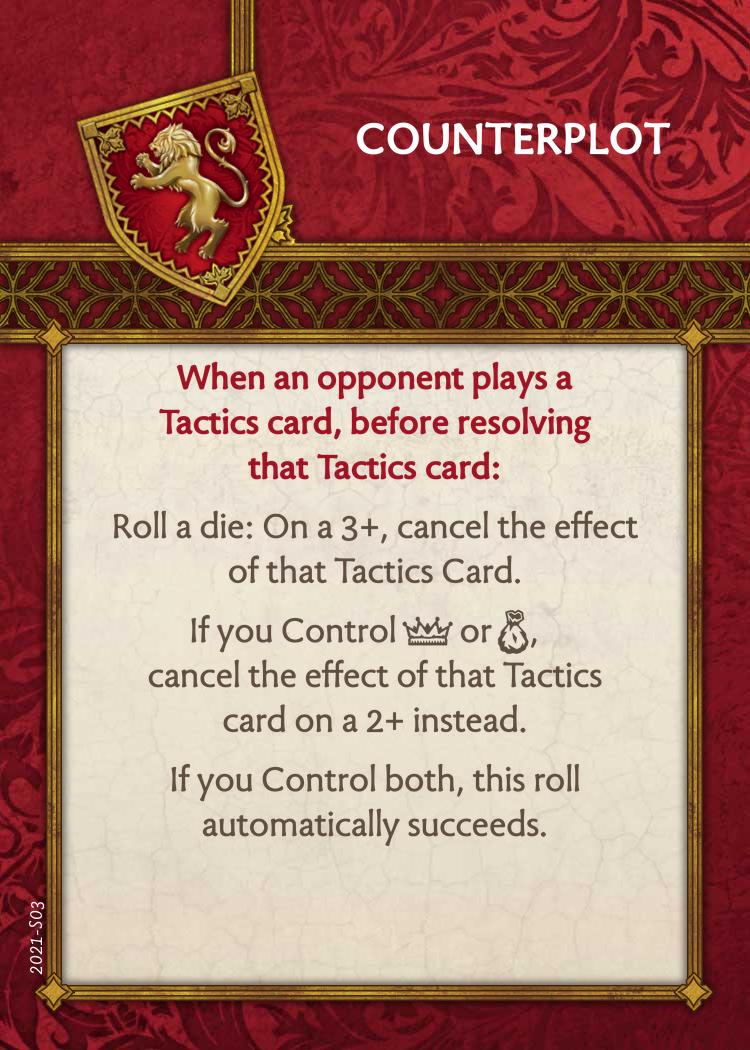 COUNTERPLOT
When an opponent plays a
Tactics card, before resolving
that Tactics card:
Roll a die: On a 3+, cancel the effect
of that Tactics Card.
If you Control or ,
cancel the effect of that Tactics
card on a 2+ instead.
If you Control both, this roll
automatically succeeds.
2021-S03